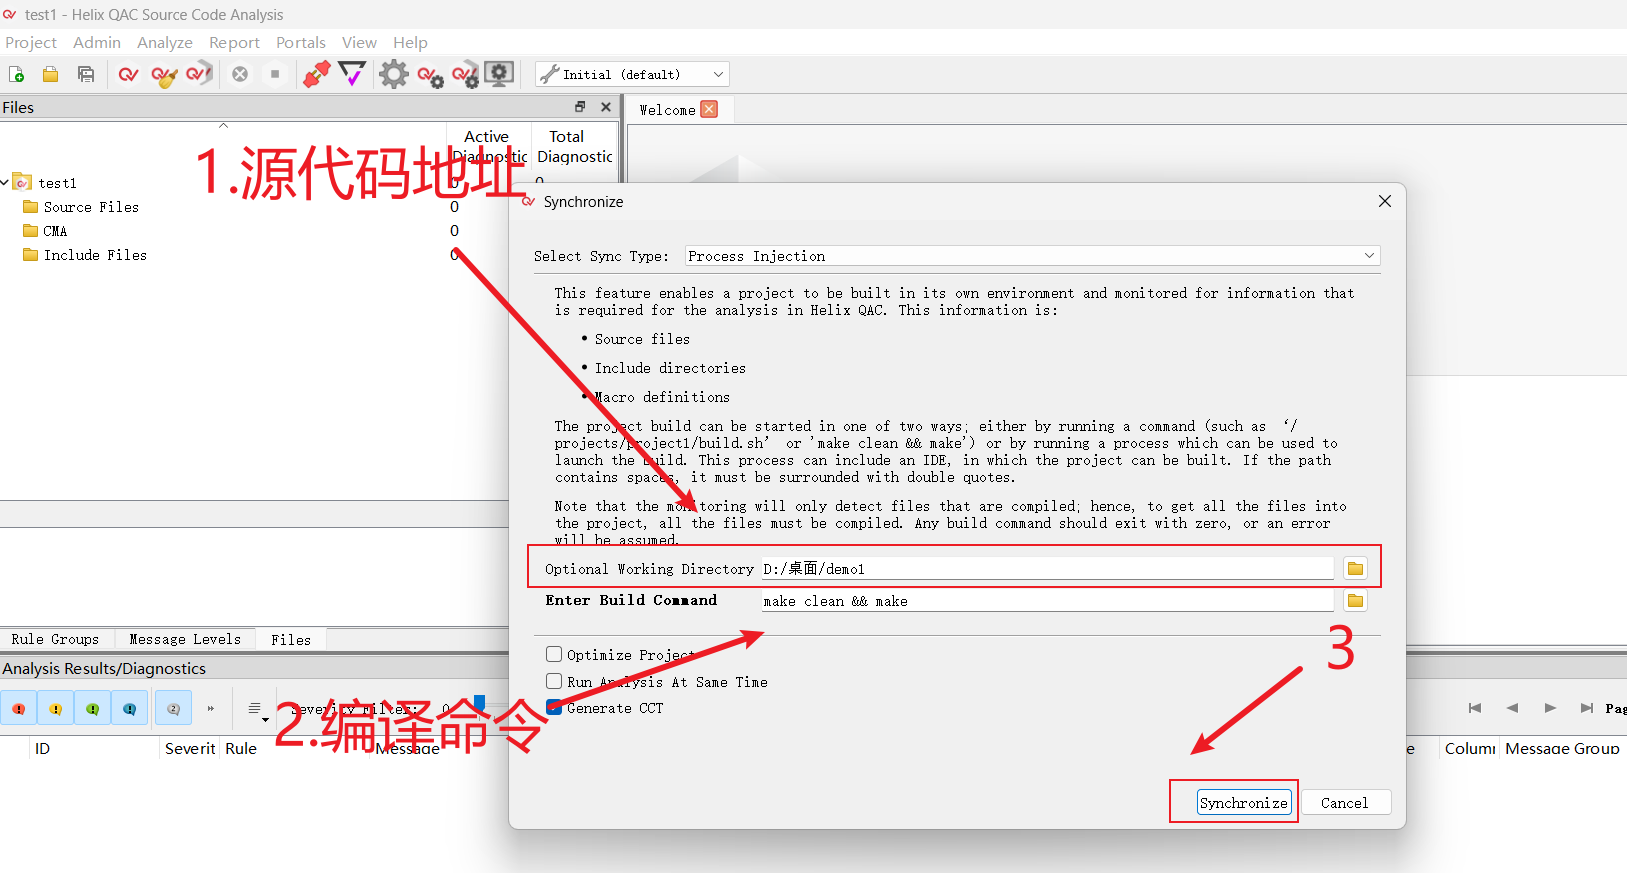 test1 - Helix QAC Source Code Analysis
Project Admin Analyze Report Portals View Help
Initial (default)
Files
Welcome
Active Total
Diagnostic Diagnostic
1.源代码地址
test1 0 0
Source Files 0
CMA 0
Include Files 0
Synchronize
Select Sync Type: Process Injection
This feature enables a project to be built in its own environment and monitored for information that
is required for the analysis in Helix QAC. This information is:
• Source files
• Include directories
• Macro definitions
The project build can be started in one of two ways; either by running a command (such as ‘/
projects/project1/build.sh’ or 'make clean && make') or by running a process which can be used to
launch the build. This process can include an IDE, in which the project can be built. If the path
contains spaces, it must be surrounded with double quotes.
Note that the monitoring will only detect files that are compiled; hence, to get all the files into
the project, all the files must be compiled. Any build command should exit with zero, or an error
will be assumed.
Optional Working Directory D:/桌面/demo1
Enter Build Command make clean && make
3
Optimize Project
Run Analysis At Same Time
Generate CCT
Synchronize Cancel
Rule Groups Message Levels Files
Analysis Results/Diagnostics
Severity Filter: 0
Pag
2.编译命令
ID Severit Rule Message e Colum Message Group